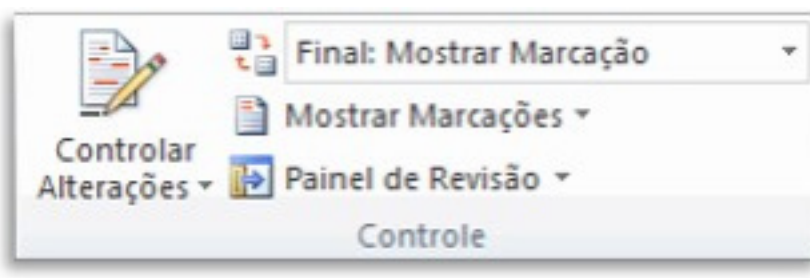 Final: Mostrar Marcação
Mostrar Marcações
Controlar
Alterações
Painel de Revisão
Controle